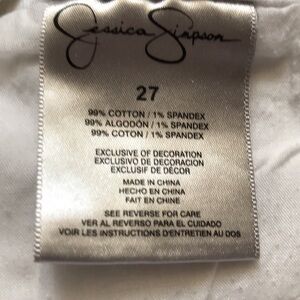 Jessica Simpson
27
99% COTTON / 1% SPANDEX
99% ALGODÓN / 1% SPANDEX
99% COTON / 1% SPANDEX
EXCLUSIVE OF DECORATION
EXCLUSIVO DE DECORACION
EXCLUSIF DE DÉCOR
MADE IN CHINA
HECHO EN CHINA
FAIT EN CHINE
SEE REVERSE FOR CARE
VER AL REVERSO PARA EL CUIDADO
VOIR LES INSTRUCTIONS D'ENTRETIEN AU DOS